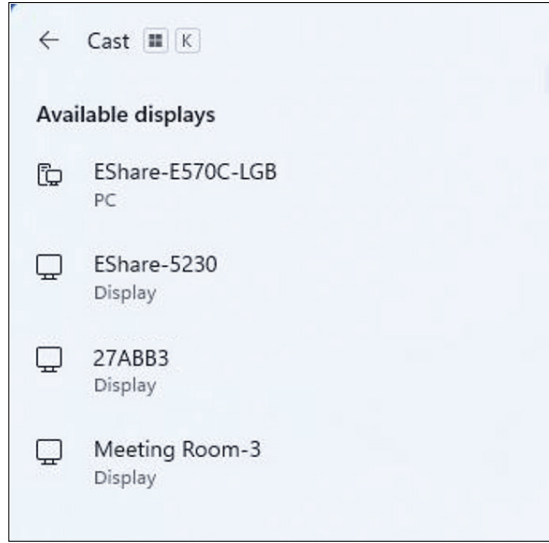 Cast K
Available displays
EShare-E570C-LGB
PC
EShare-5230
Display
27ABB3
Display
Meeting Room-3
Display